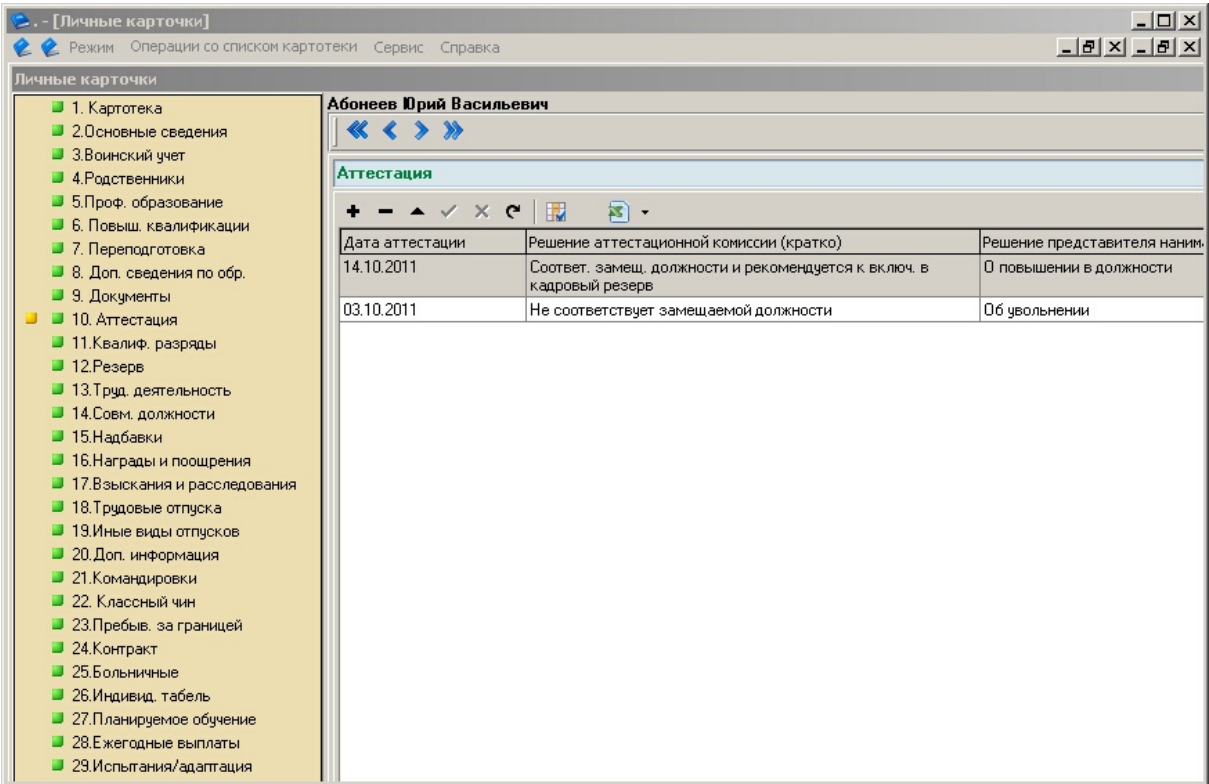 . - [Личные карточки]
Режим Операции со списком картотеки Сервис Справка
Личные карточки
1. Картотека
2.Основные сведения
3.Воинский учет
4.Родственники
5.Проф. образование
6. Повыш. квалификации
7. Переподготовка
8. Доп. сведения по обр.
9. Документы
10. Аттестация
11.Квалиф. разряды
12.Резерв
13.Труд. деятельность
14.Совм. должности
15.Надбавки
16.Награды и поощрения
17.Взыскания и расследования
18.Трудовые отпуска
19.Иные виды отпусков
20.Доп. информация
21.Командировки
22. Классный чин
23.Пребыв. за границей
24.Контракт
25.Больничные
26.Индивид. табель
27.Планируемое обучение
28.Ежегодные выплаты
29.Испытания/адаптация
Абонеев Юрий Васильевич
Аттестация
Дата аттестации Решение аттестационной комиссии (кратко) Решение представителя наним
14.10.2011 Соответ. замещ. должности и рекомендуется к включ. в О повышении в должности
кадровый резерв
03.10.2011 Не соответствует замещаемой должности Об увольнении